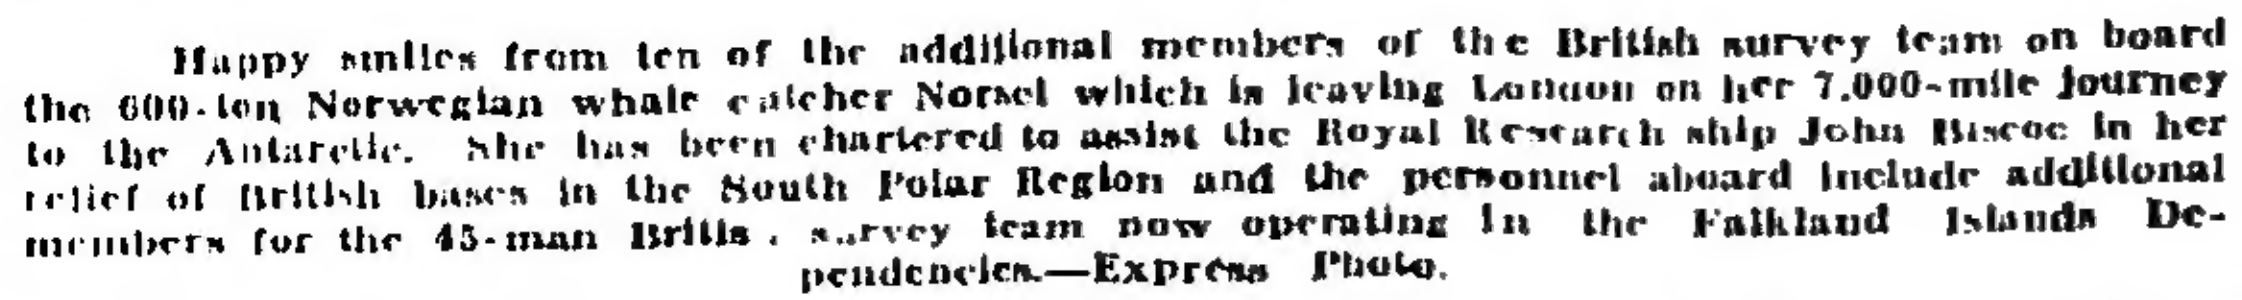 Happy smiles from ten of the additional members of the British survey team on board
the 600-ton Norwegian whale catcher Norsel which is leaving London on her 7,000-mile journey
to the Antarctic. She has been chartered to assist the Royal Research ship John Biscoe in her
relief of British bases in the South Polar Region and the personnel aboard include additional
members for the 45-man British survey team now operating in the Falkland Islands De-
pendencies.—Express Photo.